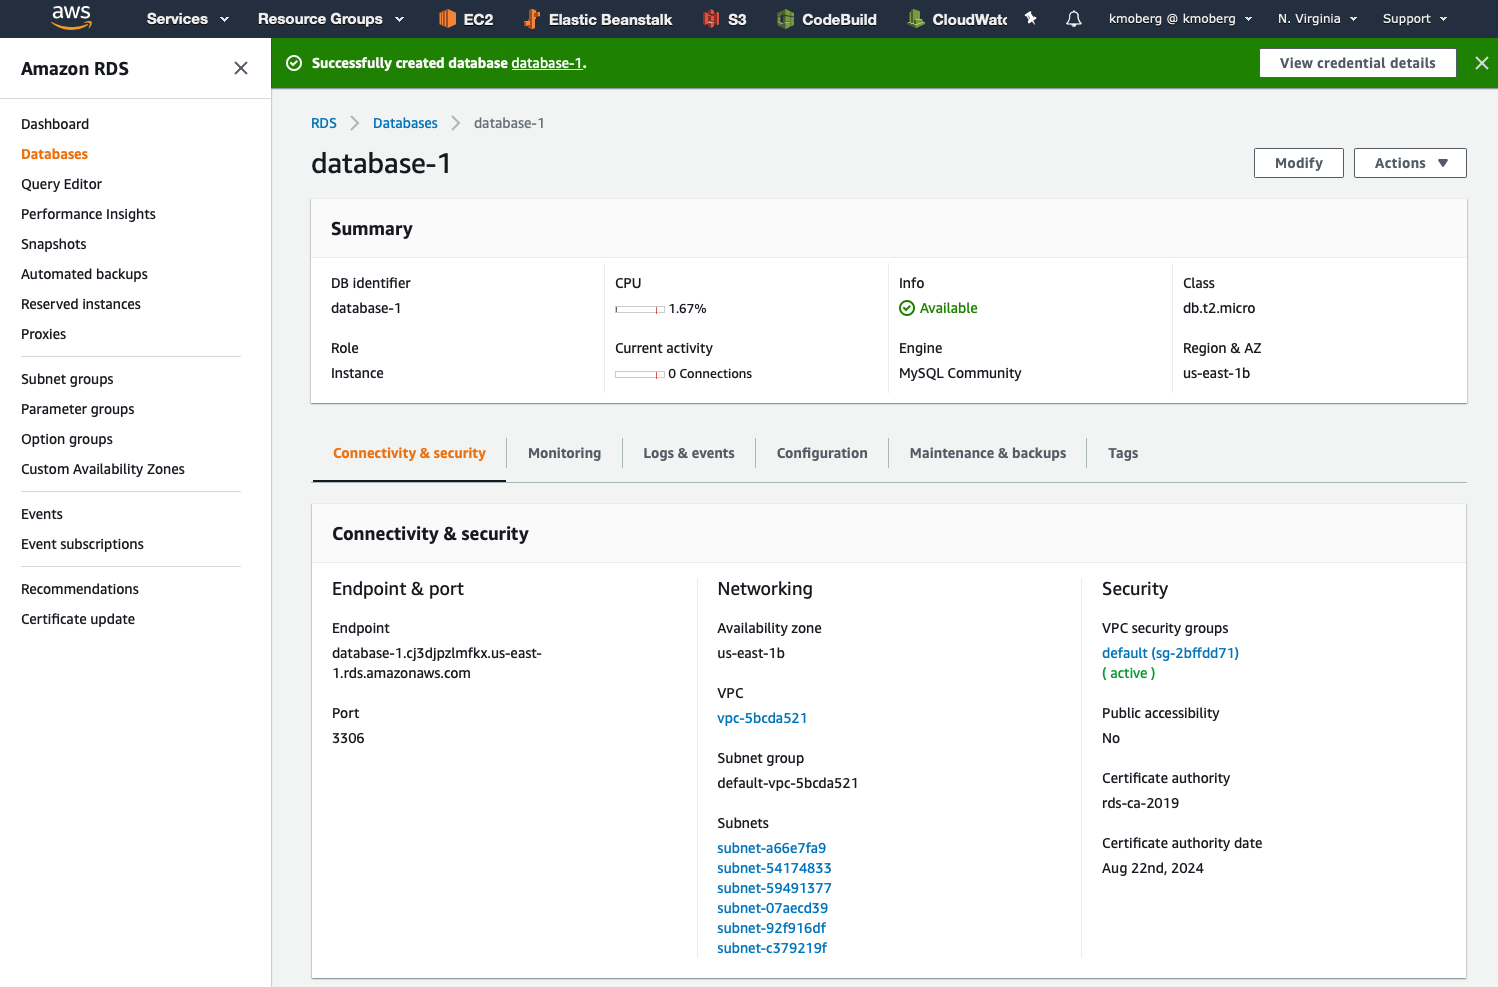 aws
Services
Resource Groups
EC2
Elastic Beanstalk
S3
CodeBuild
CloudWatc
kmoberg @ kmoberg
N. Virginia
Support
Amazon RDS
Dashboard
Databases
Query Editor
Performance Insights
Snapshots
Automated backups
Reserved instances
Proxies
Subnet groups
Parameter groups
Option groups
Custom Availability Zones
Events
Event subscriptions
Recommendations
Certificate update
Successfully created database database-1.
View credential details
RDS
Databases
database-1
database-1
Modify
Actions
Summary
DB identifier
database-1
CPU
1.67%
Info
Available
Class
db.t2.micro
Role
Instance
Current activity
0 Connections
Engine
MySQL Community
Region & AZ
us-east-1b
Connectivity & security
Monitoring
Logs & events
Configuration
Maintenance & backups
Tags
Connectivity & security
Endpoint & port
Endpoint
database-1.cj3djpzlmfkx.us-east-
1.rds.amazonaws.com
Port
3306
Networking
Availability zone
us-east-1b
VPC
vpc-5bcda521
Subnet group
default-vpc-5bcda521
Subnets
subnet-a66e7fa9
subnet-54174833
subnet-59491377
subnet-07aecd39
subnet-92f916df
subnet-c379219f
Security
VPC security groups
default (sg-2bffdd71)
( active )
Public accessibility
No
Certificate authority
rds-ca-2019
Certificate authority date
Aug 22nd, 2024